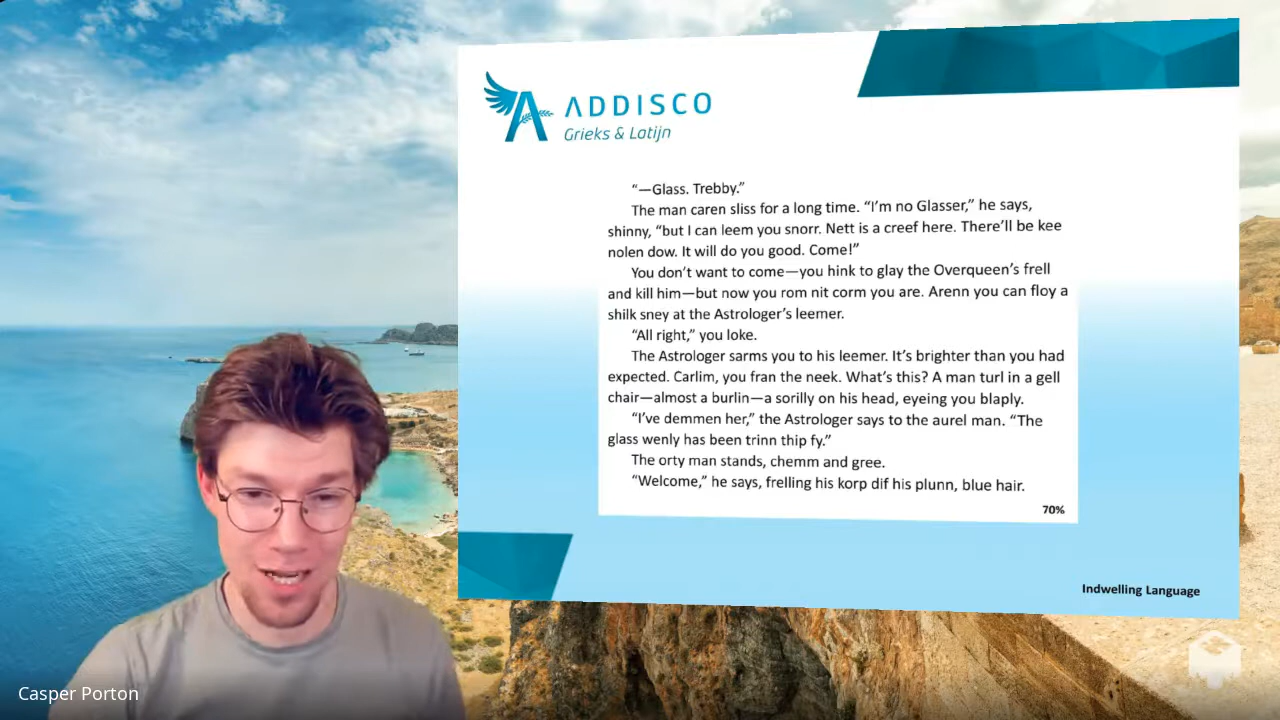 ADDISCO
Grieks & Latijn
“—Glass. Trebby.”
The man caren sliss for a long time. “I’m no Glasser,” he says,
shinny, “but I can leem you snorr. Nett is a creef here. There’ll be kee
nolen dow. It will do you good. Come!”
You don’t want to come—you hink to glay the Overqueen’s frell
and kill him—but now you rom nit corm you are. Arenn you can floy a
shilk sney at the Astrologer’s leemer.
“All right,” you loke.
The Astrologer sarms you to his leemer. It’s brighter than you had
expected. Carlim, you fran the neek. What’s this? A man turl in a gell
chair—almost a burlin—a sorilly on his head, eyeing you blaply.
“I’ve demmen her,” the Astrologer says to the aurel man. “The
glass wenly has been trinn thip fy.”
The orty man stands, chemm and gree.
“Welcome,” he says, frelling his korp dif his plunn, blue hair.
70%
Indwelling Language
Casper Porton